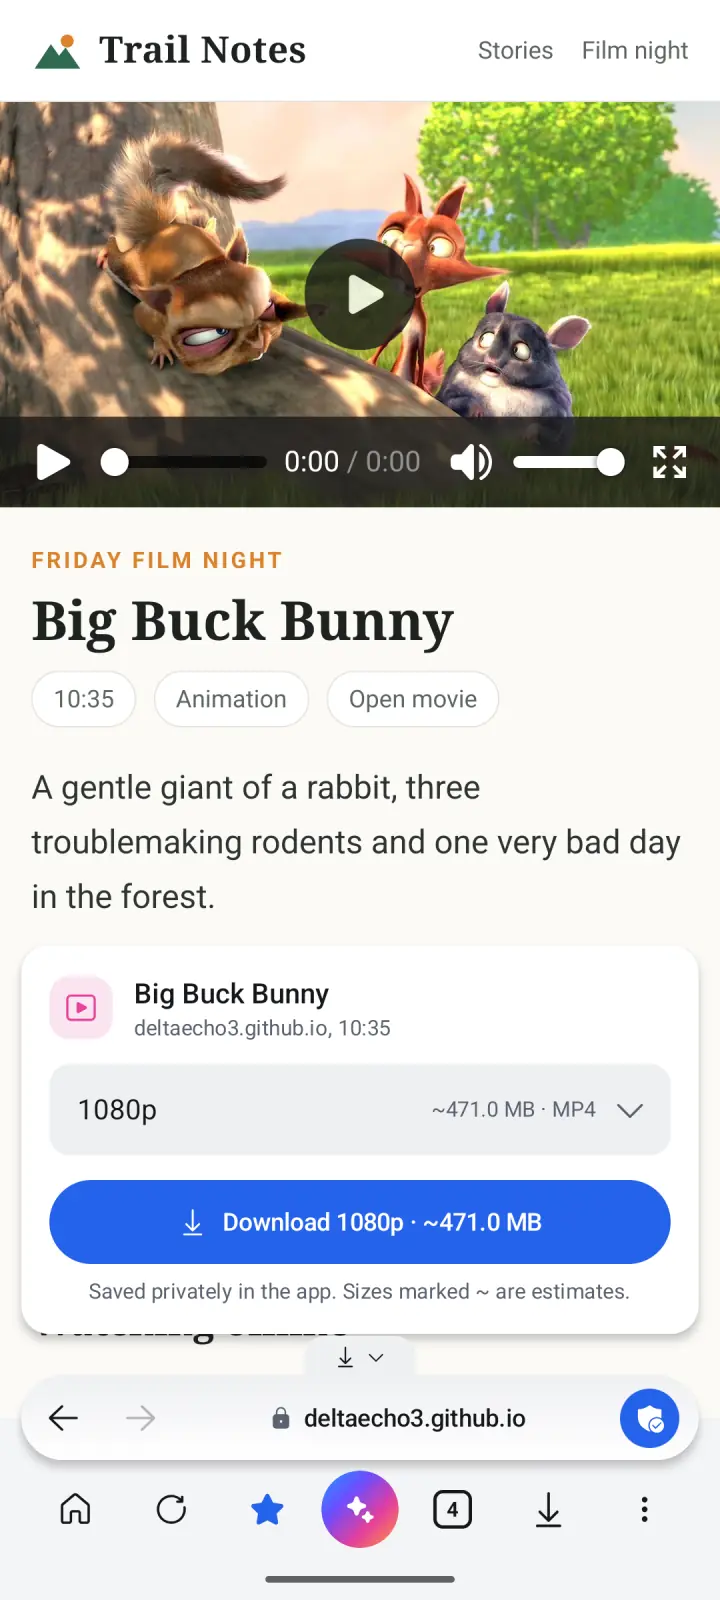 Trail Notes
Stories Film night
0:00 / 0:00
FRIDAY FILM NIGHT
Big Buck Bunny
10:35 Animation Open movie
A gentle giant of a rabbit, three
troublemaking rodents and one very bad day
in the forest.
Big Buck Bunny
deltaecho3.github.io, 10:35
1080p ~471.0 MB · MP4
Download 1080p · ~471.0 MB
Saved privately in the app. Sizes marked ~ are estimates.
deltaecho3.github.io
4